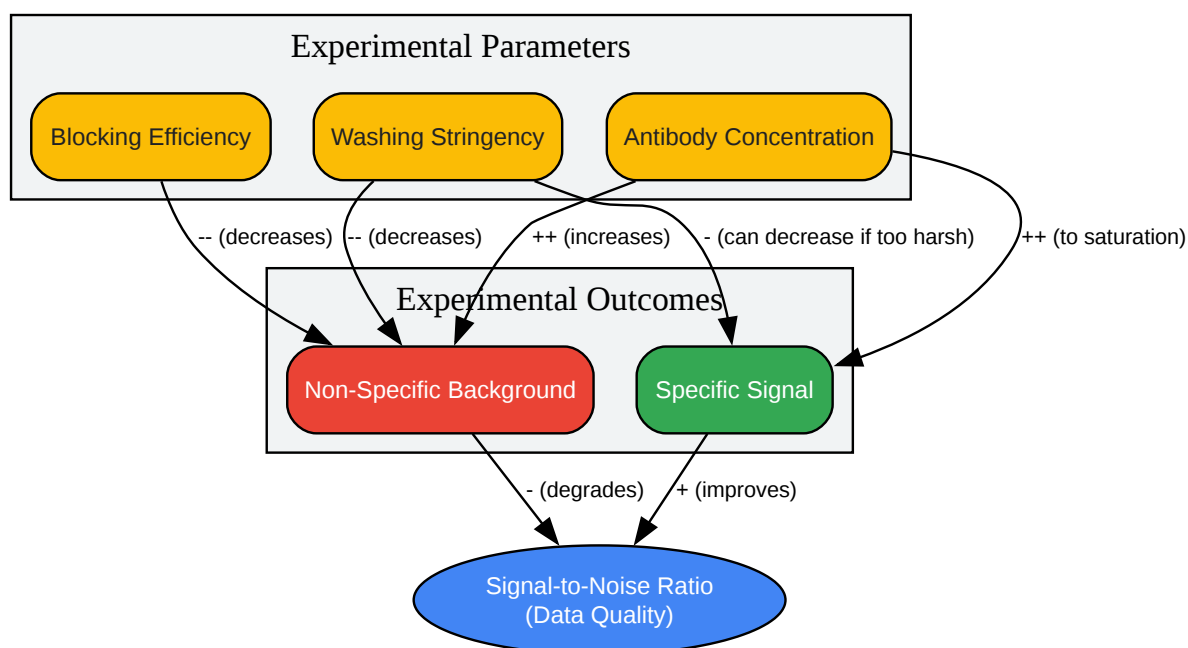 Experimental Parameters
Blocking Efficiency
Washing Stringency
Antibody Concentration
-- (decreases)
-- (decreases)
++ (increases)
- (can decrease if too harsh)
++ (to saturation)
Experimental Outcomes
Non-Specific Background
Specific Signal
- (degrades)
+ (improves)
Signal-to-Noise Ratio
(Data Quality)